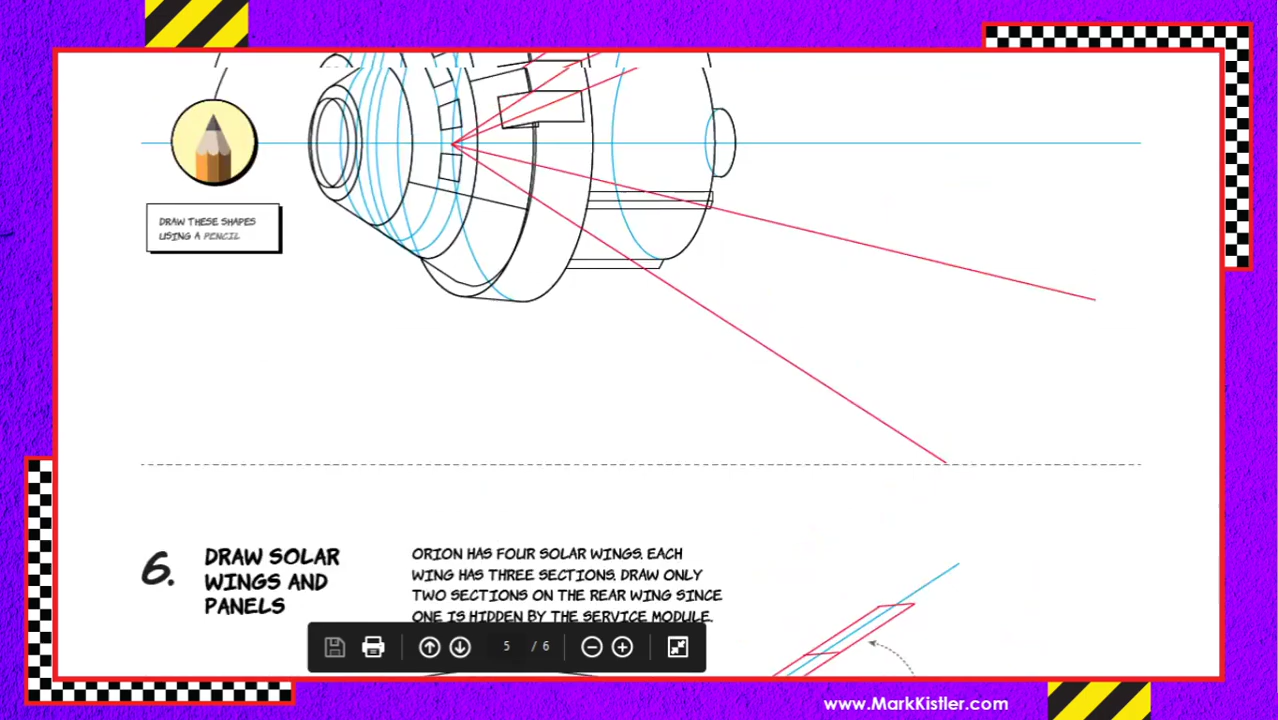 DRAW THESE SHAPES
USING A PENCIL
6.
DRAW SOLAR
WINGS AND
PANELS
ORION HAS FOUR SOLAR WINGS. EACH
WING HAS THREE SECTIONS. DRAW ONLY
TWO SECTIONS ON THE REAR WING SINCE
ONE IS HIDDEN BY THE SERVICE MODULE.
5 / 6
www.MarkKistler.com